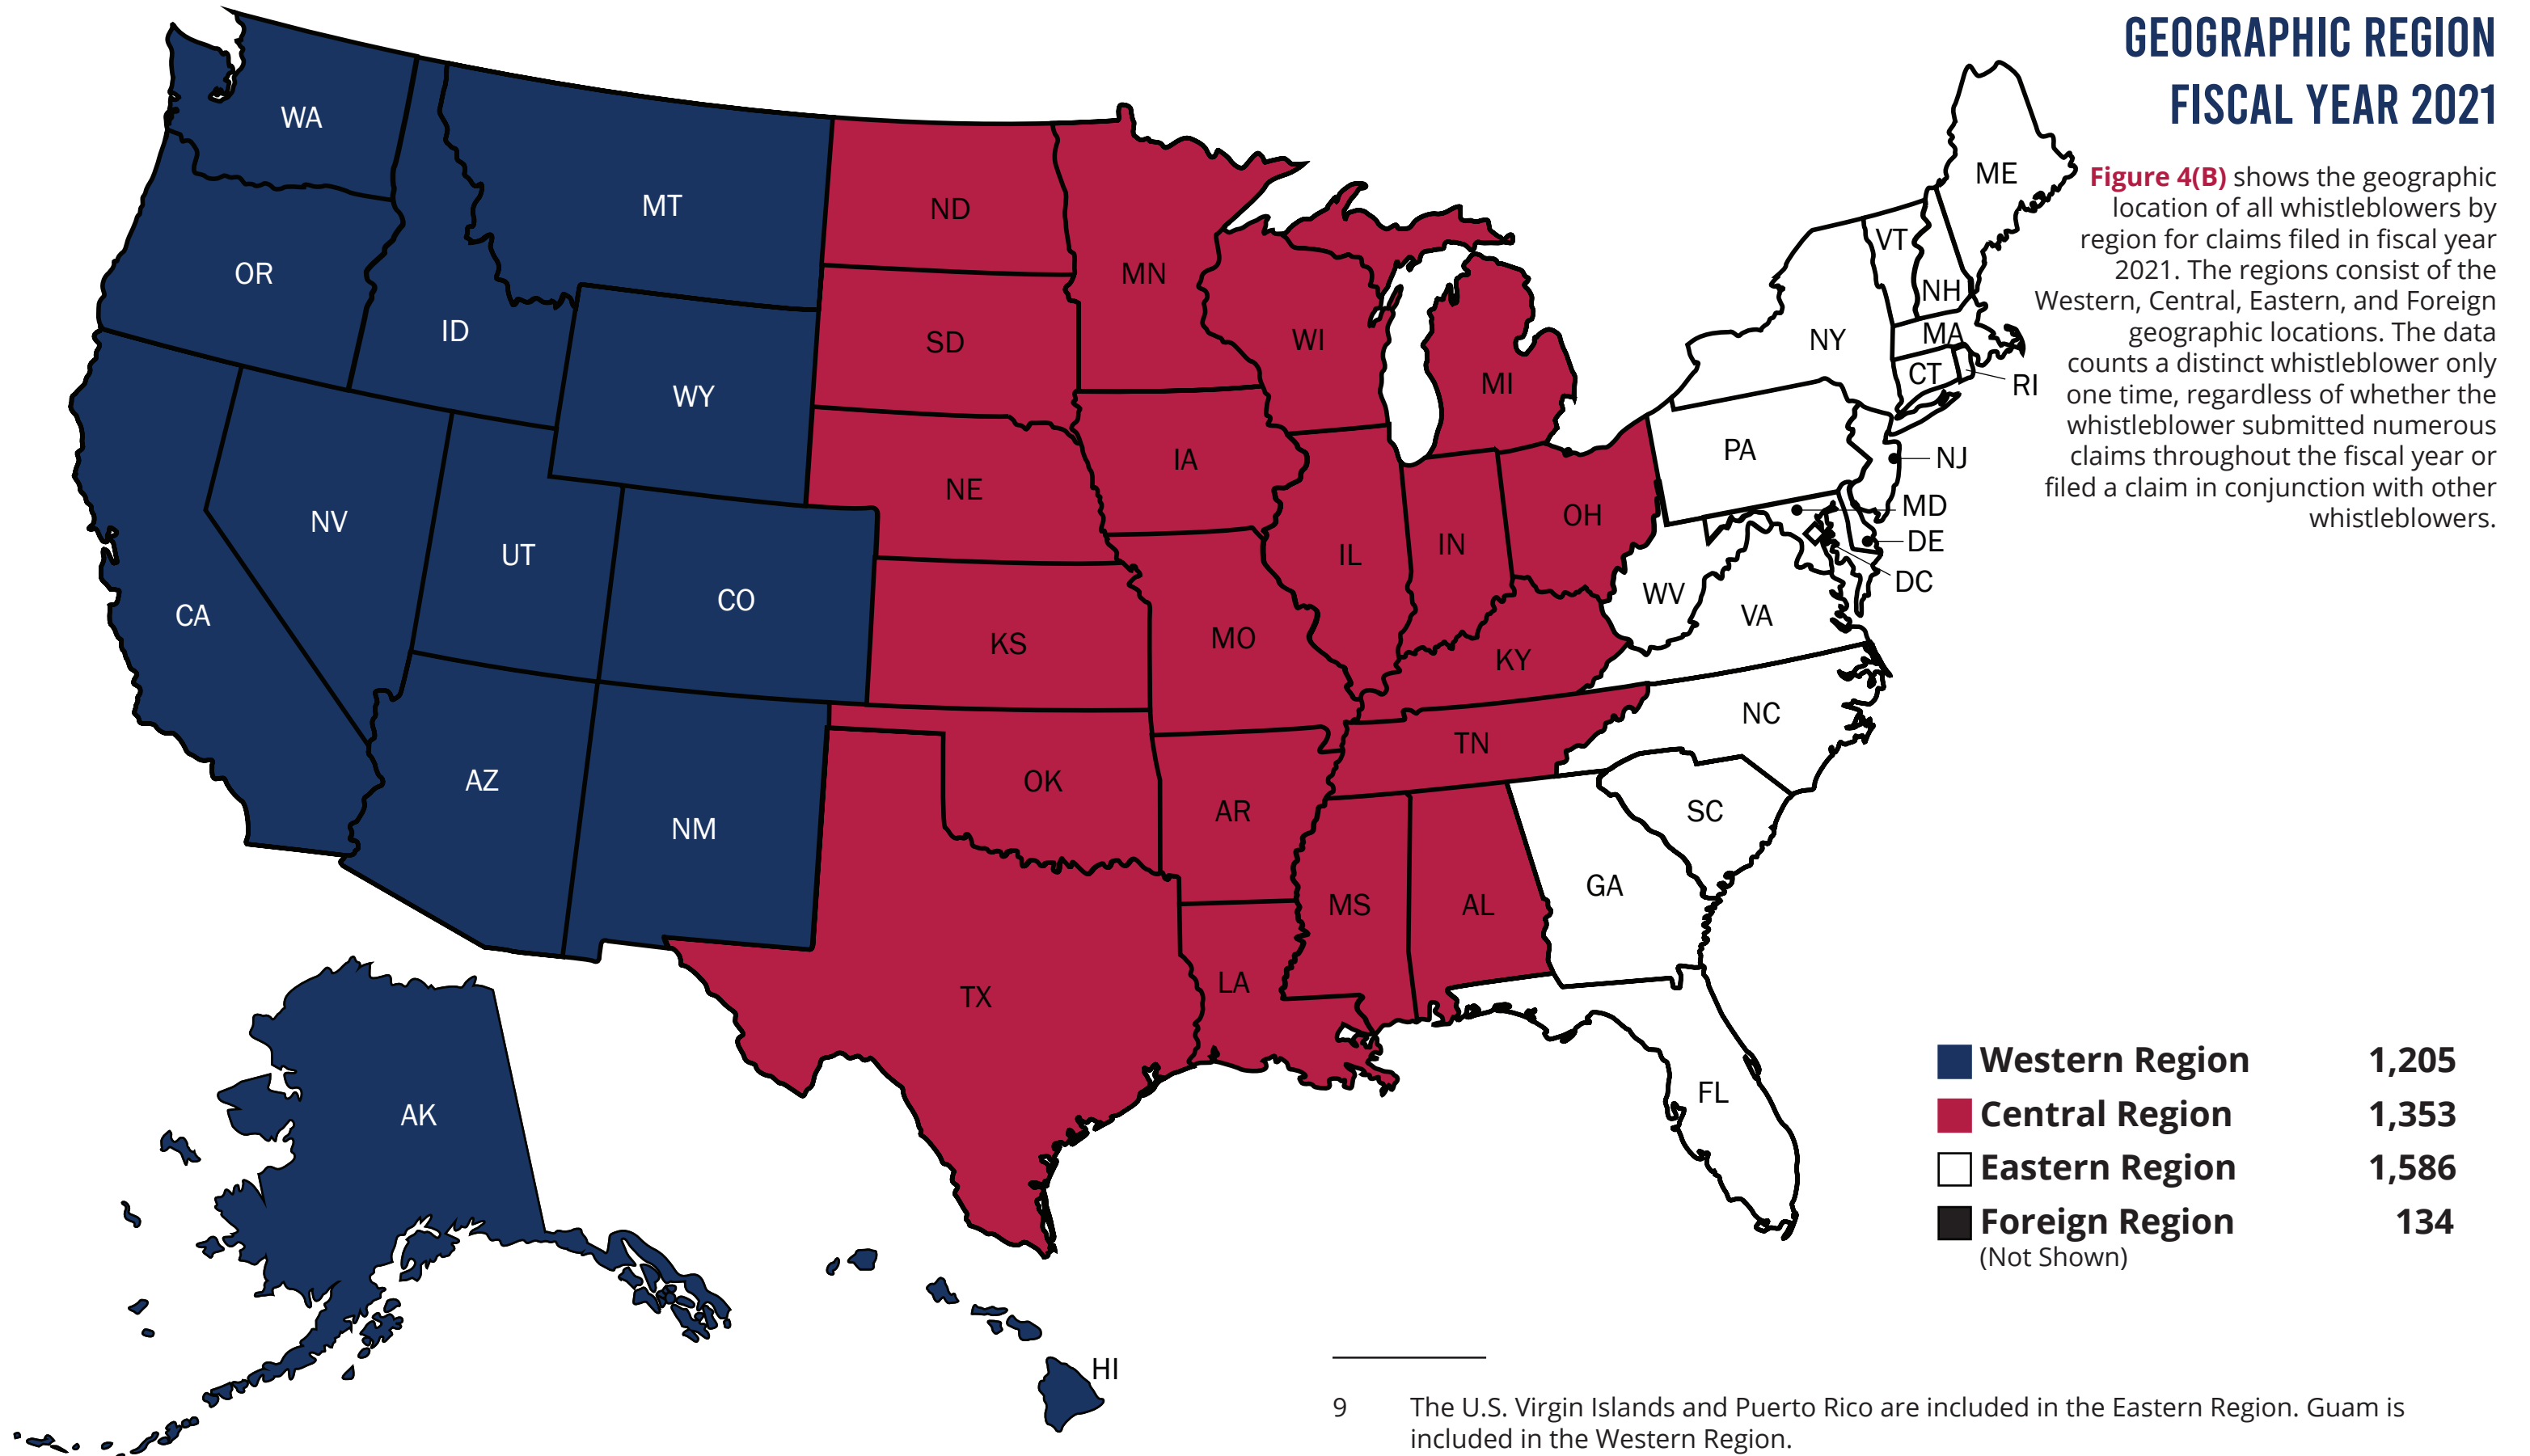 GEOGRAPHIC REGION
FISCAL YEAR 2021
Figure 4(B) shows the geographic
location of all whistleblowers by
region for claims filed in fiscal year
2021. The regions consist of the
Western, Central, Eastern, and Foreign
geographic locations. The data
counts a distinct whistleblower only
one time, regardless of whether the
whistleblower submitted numerous
claims throughout the fiscal year or
filed a claim in conjunction with other
whistleblowers.
WA
OR
ID
MT
WY
CA
NV
UT
CO
AZ
NM
AK
HI
ND
SD
NE
KS
OK
TX
MN
IA
MO
AR
LA
WI
IL
MI
IN
OH
KY
TN
MS
AL
ME
VT
NH
MA
CT
RI
NY
PA
NJ
MD
DE
DC
WV
VA
NC
SC
GA
FL
Western Region 1,205
Central Region 1,353
Eastern Region 1,586
Foreign Region 134
(Not Shown)
9 The U.S. Virgin Islands and Puerto Rico are included in the Eastern Region. Guam is
included in the Western Region.